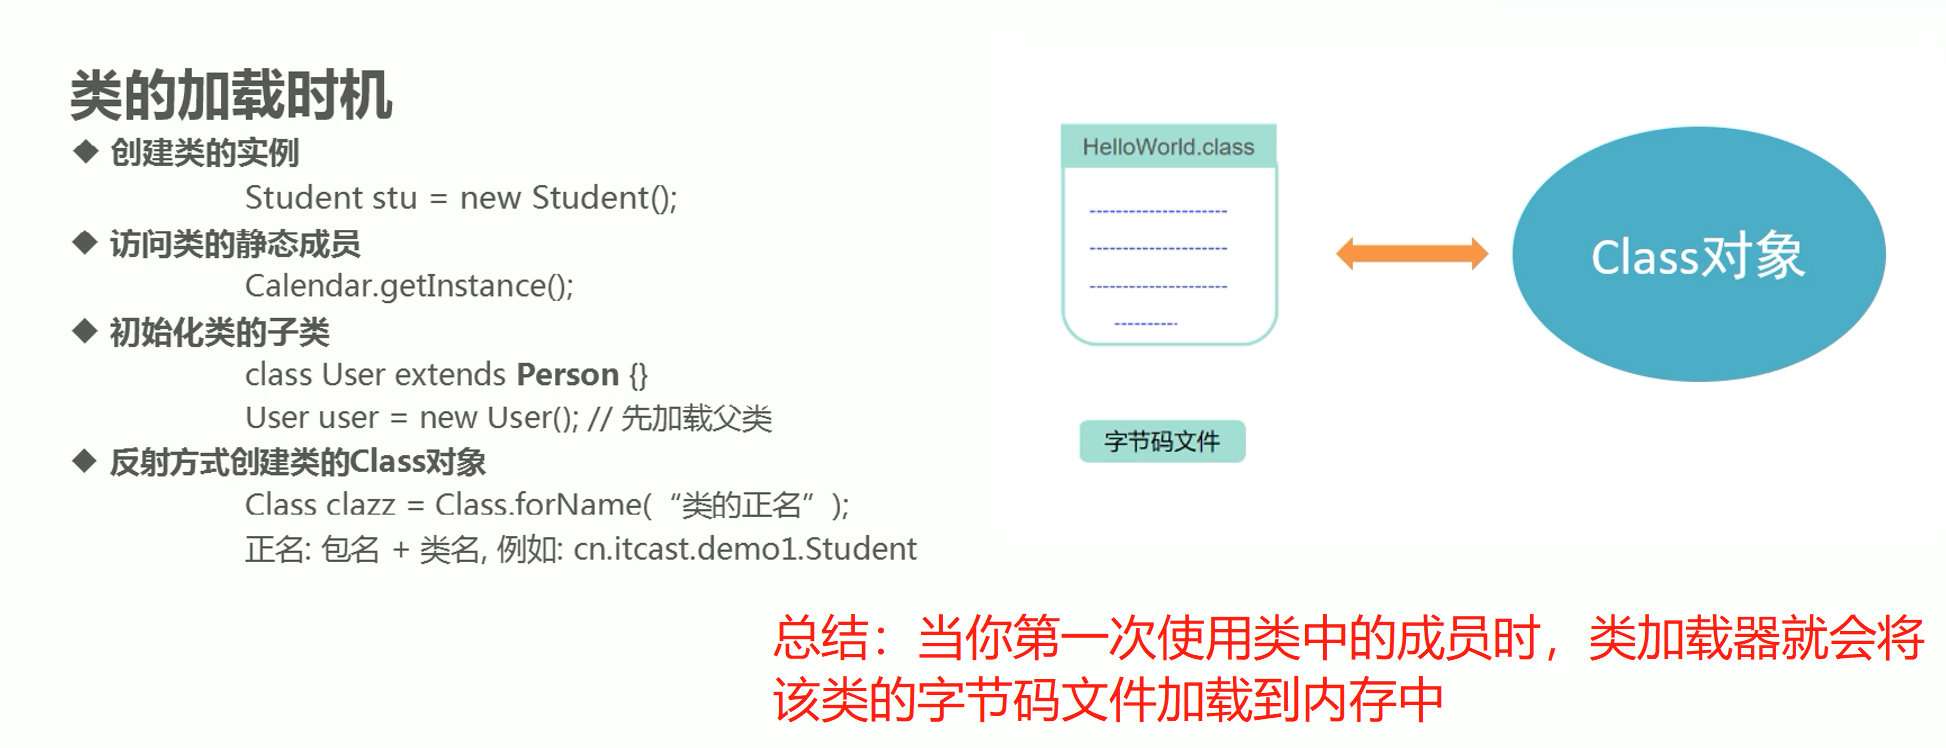 类的加载时机
◆ 创建类的实例
Student stu = new Student();
◆ 访问类的静态成员
Calendar.getInstance();
◆ 初始化类的子类
class User extends Person {}
User user = new User(); // 先加载父类
◆ 反射方式创建类的Class对象
Class clazz = Class.forName(“类的正名”);
正名: 包名 + 类名, 例如: cn.itcast.demo1.Student
HelloWorld.class
字节码文件
Class对象
总结：当你第一次使用类中的成员时，类加载器就会将
该类的字节码文件加载到内存中